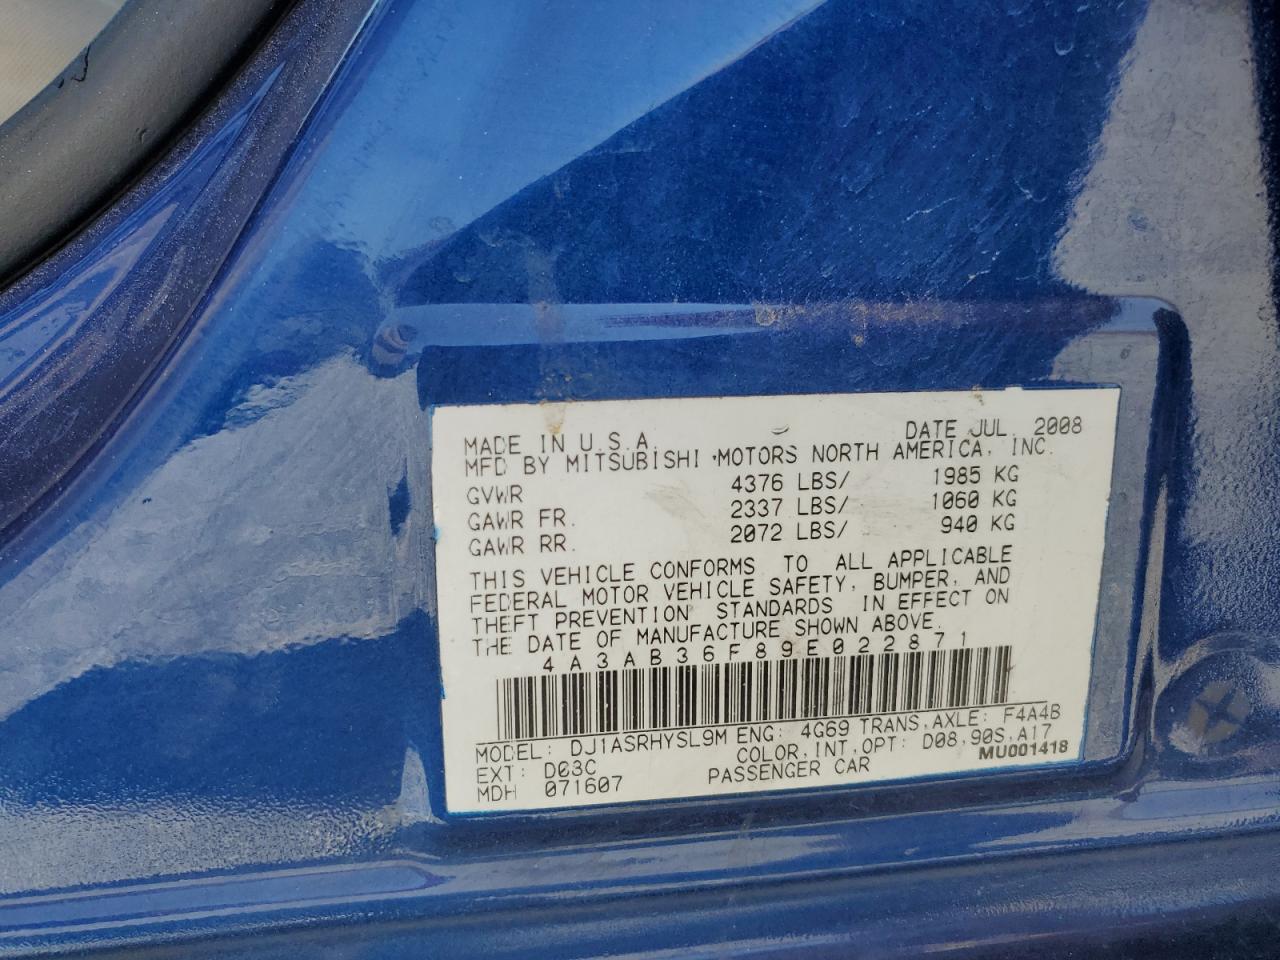 MADE IN U.S.A. DATE JUL. 2008
MFD BY MITSUBISHI MOTORS NORTH AMERICA, INC.
GVWR 4376 LBS/ 1985 KG
GAWR FR. 2337 LBS/ 1060 KG
GAWR RR. 2072 LBS/ 940 KG
THIS VEHICLE CONFORMS TO ALL APPLICABLE
FEDERAL MOTOR VEHICLE SAFETY, BUMPER, AND
THEFT PREVENTION STANDARDS IN EFFECT ON
THE DATE OF MANUFACTURE SHOWN ABOVE.
4A3AB36F89E022871
MODEL: DJ1ASRHYSL9M ENG: 4G69 TRANS,AXLE: F4A4B
EXT: D03C COLOR,INT,OPT: D08,90S,A17
MDH 071607 PASSENGER CAR MU001418